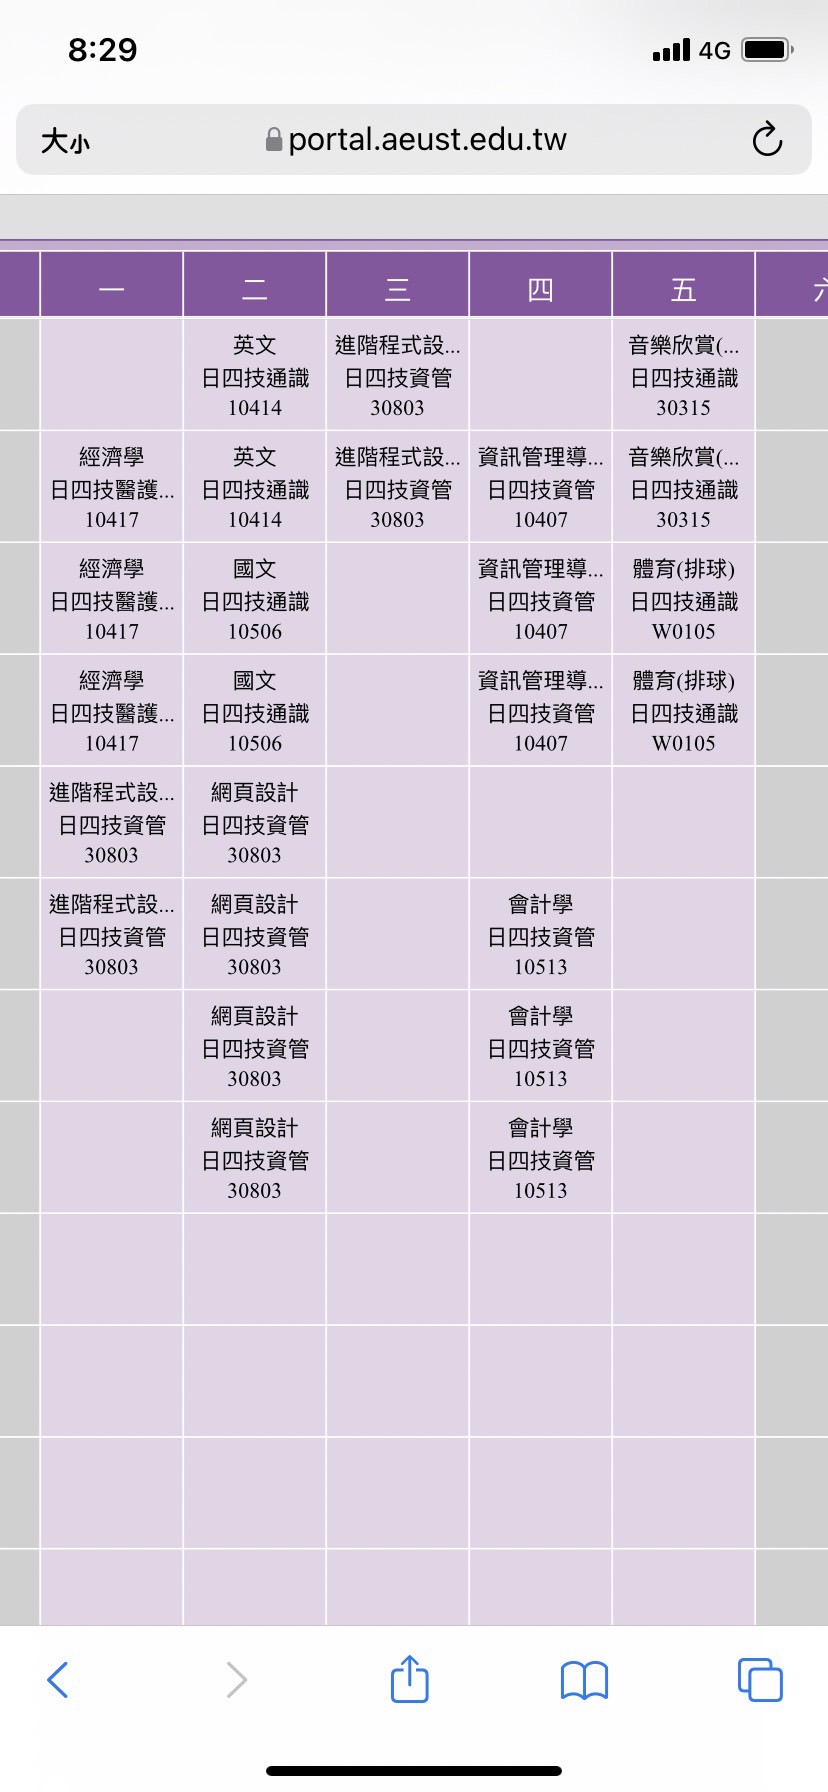 8:29
4G
大小
portal.aeust.edu.tw
一 二 三 四 五 六
英文 進階程式設... 音樂欣賞(...
日四技通識 日四技資管 日四技通識
10414 30803 30315
經濟學 英文 進階程式設... 資訊管理導... 音樂欣賞(...
日四技醫護... 日四技通識 日四技資管 日四技資管 日四技通識
10417 10414 30803 10407 30315
經濟學 國文 資訊管理導... 體育(排球)
日四技醫護... 日四技通識 日四技資管 日四技通識
10417 10506 10407 W0105
經濟學 國文 資訊管理導... 體育(排球)
日四技醫護... 日四技通識 日四技資管 日四技通識
10417 10506 10407 W0105
進階程式設... 網頁設計
日四技資管 日四技資管
30803 30803
進階程式設... 網頁設計 會計學
日四技資管 日四技資管 日四技資管
30803 30803 10513
網頁設計 會計學
日四技資管 日四技資管
30803 10513
網頁設計 會計學
日四技資管 日四技資管
30803 10513